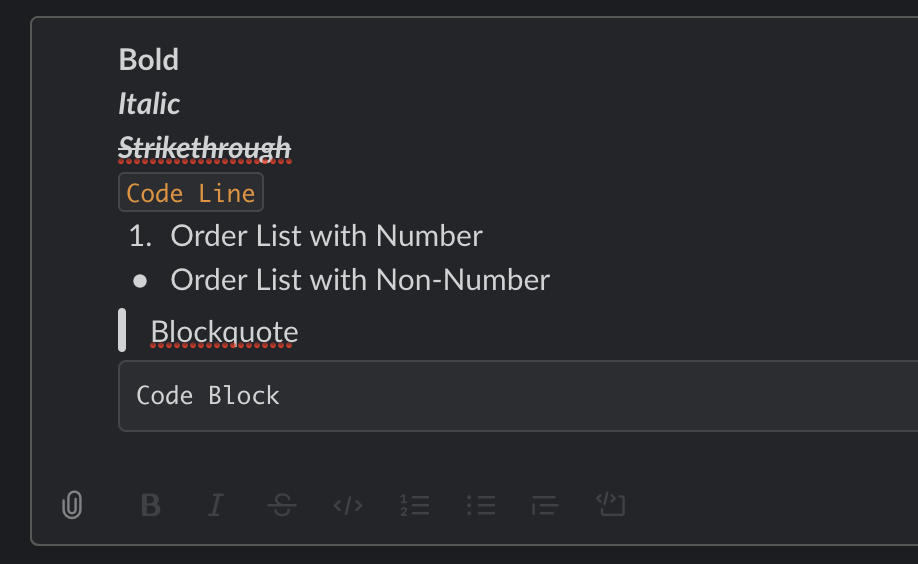 Bold
Italic
Strikethrough
Code Line
1. Order List with Number
● Order List with Non-Number
Blockquote
Code Block
B I S </>